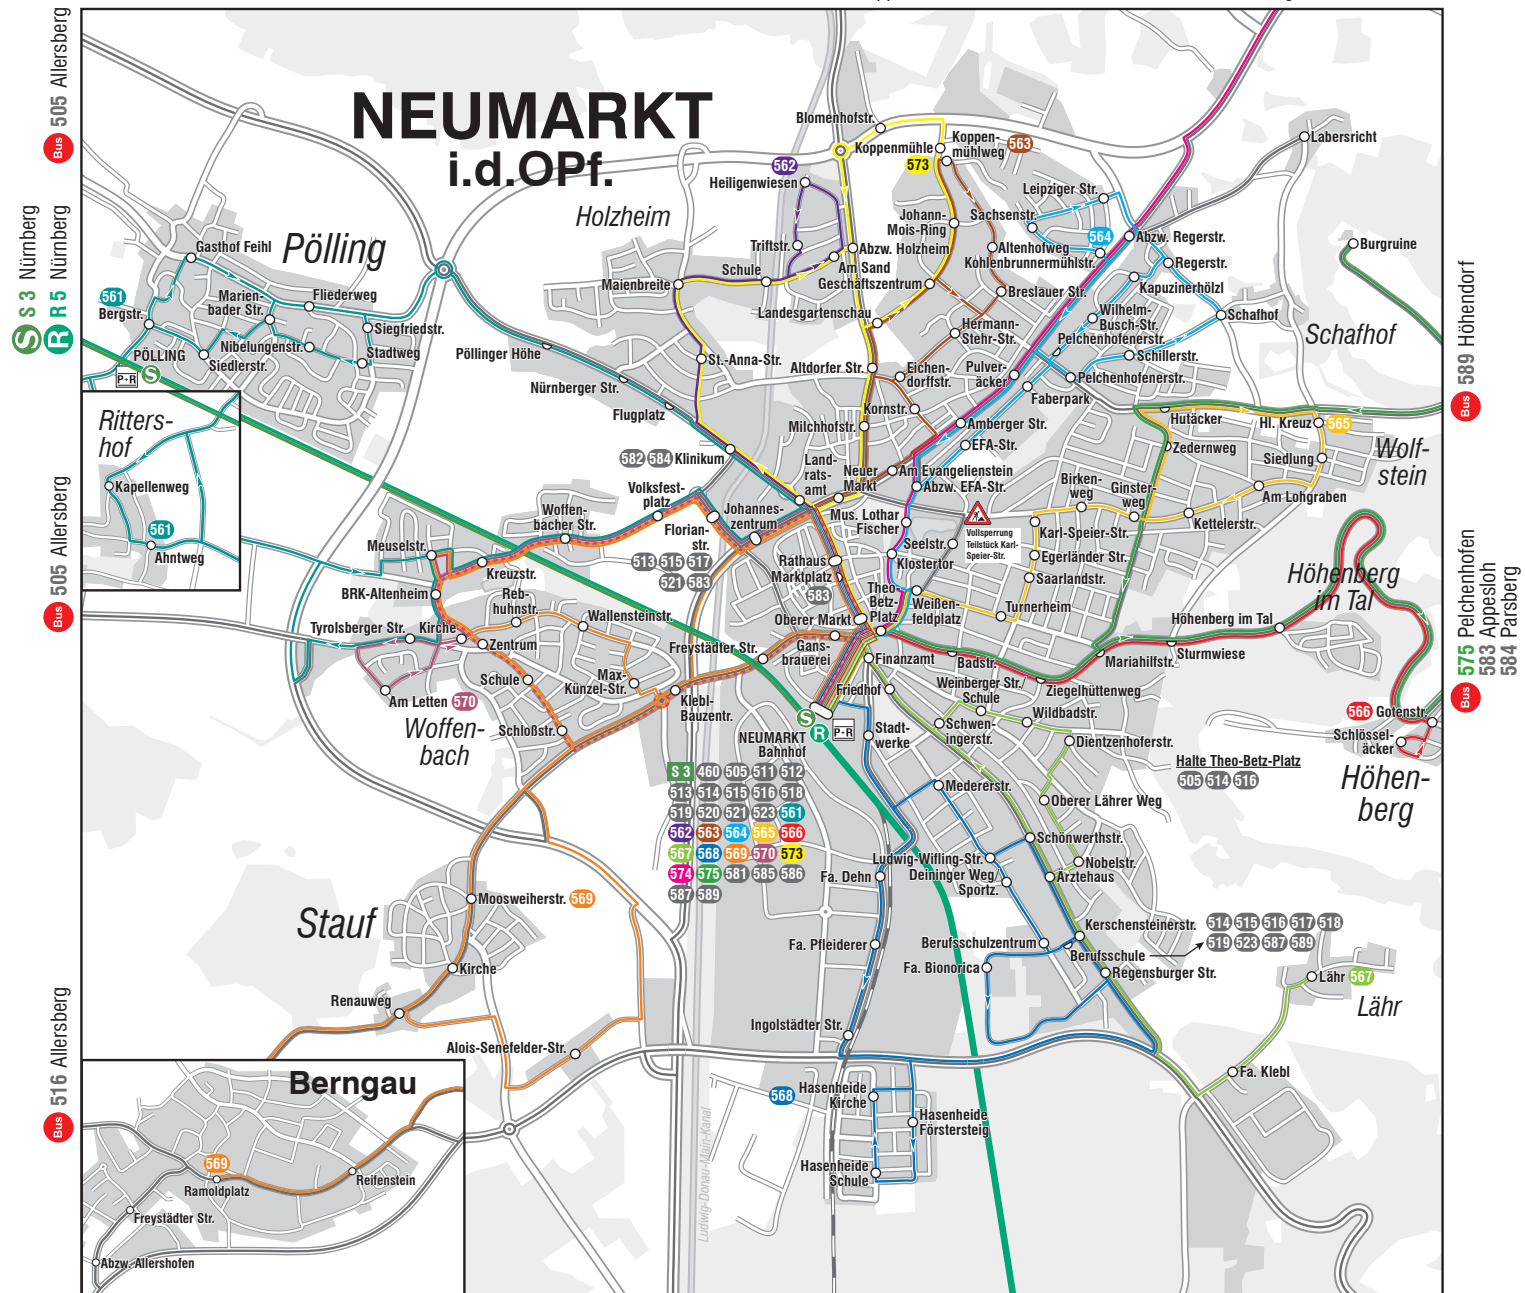 NEUMARKT
i.d.OPf.
Bus 505 Allersberg
S S 3 Nürnberg
R R 5 Nürnberg
Bus 505 Allersberg
Bus 516 Allersberg
Bus 589 Höhendorf
Bus 575 Pelchenhofen
583 Appesloh
584 Parsberg
Pölling
Holzheim
Schafhof
Wolf-
stein
Höhenberg
im Tal
Höhen-
berg
Lähr
Stauf
Woffen-
bach
Ritters-
hof
Berngau
Gasthof Feihl
561
Bergstr.
Marien-
bader Str.
Fliederweg
Siegfriedstr.
Nibelungenstr.
Stadtweg
Siedlerstr.
PÖLLING
P+R S
Kapellenweg
561
Ahntweg
Pöllinger Höhe
Nürnberger Str.
Flugplatz
582 584 Klinikum
562
Heiligenwiesen
Triftstr.
Schule
Maienbreite
Am Sand
Abzw. Holzheim
St.-Anna-Str.
Blomenhofstr.
Koppenmühle
573
Koppen-
mühlweg
563
Johann-
Mois-Ring
Geschäftszentrum
Landesgartenschau
Altdorfer Str.
Sachsenstr.
Leipziger Str.
Altenhofweg
564
Kohlenbrunnermühlstr.
Breslauer Str.
Hermann-
Stehr-Str.
Eichen-
dorffstr.
Kornstr.
Milchhofstr.
Labersricht
Burgruine
Abzw. Regerstr.
Regerstr.
Kapuzinerhölzl
Schafhof
Wilhelm-
Busch-Str.
Pelchenhofenerstr.
Schillerstr.
Pelchenhofenerstr.
Pulver-
äcker
Faberpark
Amberger Str.
EFA-Str.
Am Evangelienstein
Abzw. EFA-Str.
Hutäcker
Hl. Kreuz
565
Zedernweg
Siedlung
Am Lohgraben
Kettelerstr.
Ginster-
weg
Birken-
weg
Karl-Speier-Str.
Egerländer Str.
Saarlandstr.
Turnerheim
Vollsperrung
Teilstück Karl-
Speier-Str.
Land-
rats-
amt
Neuer
Markt
Mus. Lothar
Fischer
Seelstr.
Klostertor
Weißen-
feldplatz
Theo-
Betz-
Platz
Rathaus
Marktplatz
583
Oberer Markt
Gans-
brauerei
Finanzamt
Friedhof
Volksfest-
platz
Johannes-
zentrum
Florian-
str.
513 515 517
521 583
Woffen-
bacher Str.
Meuselstr.
Kreuzstr.
BRK-Altenheim
Reb-
huhnstr.
Wallensteinstr.
Tyrolsberger Str.
Kirche
Zentrum
Schule
Max-
Künzel-Str.
Am Letten
570
Schloßstr.
Freystädter Str.
Klebl-
Bauzentr.
S R P+R
NEUMARKT
Bahnhof
S 3 460 505 511 512
513 514 515 516 518
519 520 521 523 561
562 563 564 565 566
567 568 569 570 573
574 575 581 585 586
587 589
Badstr.
Weinberger Str./
Schule
Ziegelhüttenweg
Mariahilfstr.
Sturmwiese
Höhenberg im Tal
566 Gotenstr.
Schlössel-
äcker
Halte Theo-Betz-Platz
505 514 516
Stadt-
werke
Schwen-
ingerstr.
Wildbadstr.
Dientzenhoferstr.
Medererstr.
Oberer Lährer Weg
Schönwerthstr.
Nobelstr.
Ärztehaus
Ludwig-Wifling-Str.
Deininger Weg/
Sportz.
Fa. Dehn
Fa. Pfleiderer
Berufsschulzentrum
Fa. Bionorica
Kerschensteinerstr.
Berufsschule
514 515 516 517 518
519 523 587 589
Regensburger Str.
Lähr 567
Fa. Klebl
Ingolstädter Str.
568
Hasenheide
Kirche
Hasenheide
Förstersteig
Hasenheide
Schule
Moosweiherstr. 569
Kirche
Renauweg
Alois-Senefelder-Str.
Ludwig-Donau-Main-Kanal
569
Ramoldplatz
Reifenstein
Freystädter Str.
Abzw. Allershofen